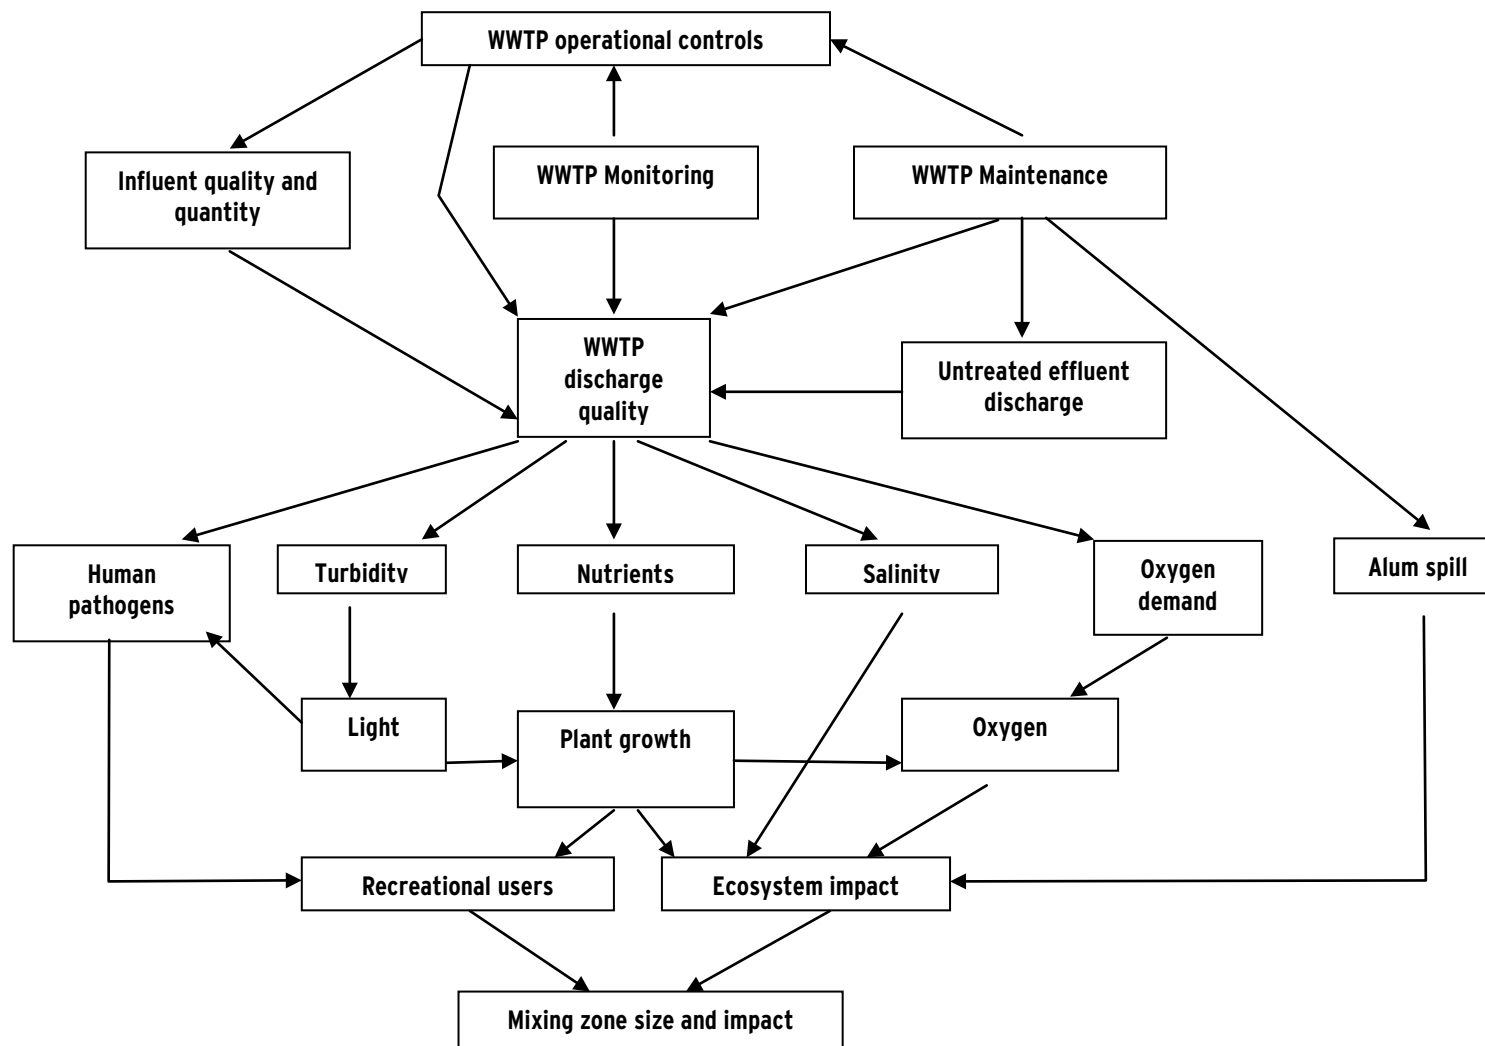 WWTP operational controls
Influent quality and
quantity
WWTP Monitoring
WWTP Maintenance
WWTP
discharge
quality
Untreated effluent
discharge
Human
pathogens
Turbidity
Nutrients
Salinity
Oxygen
demand
Alum spill
Light
Plant growth
Oxygen
Recreational users
Ecosystem impact
Mixing zone size and impact